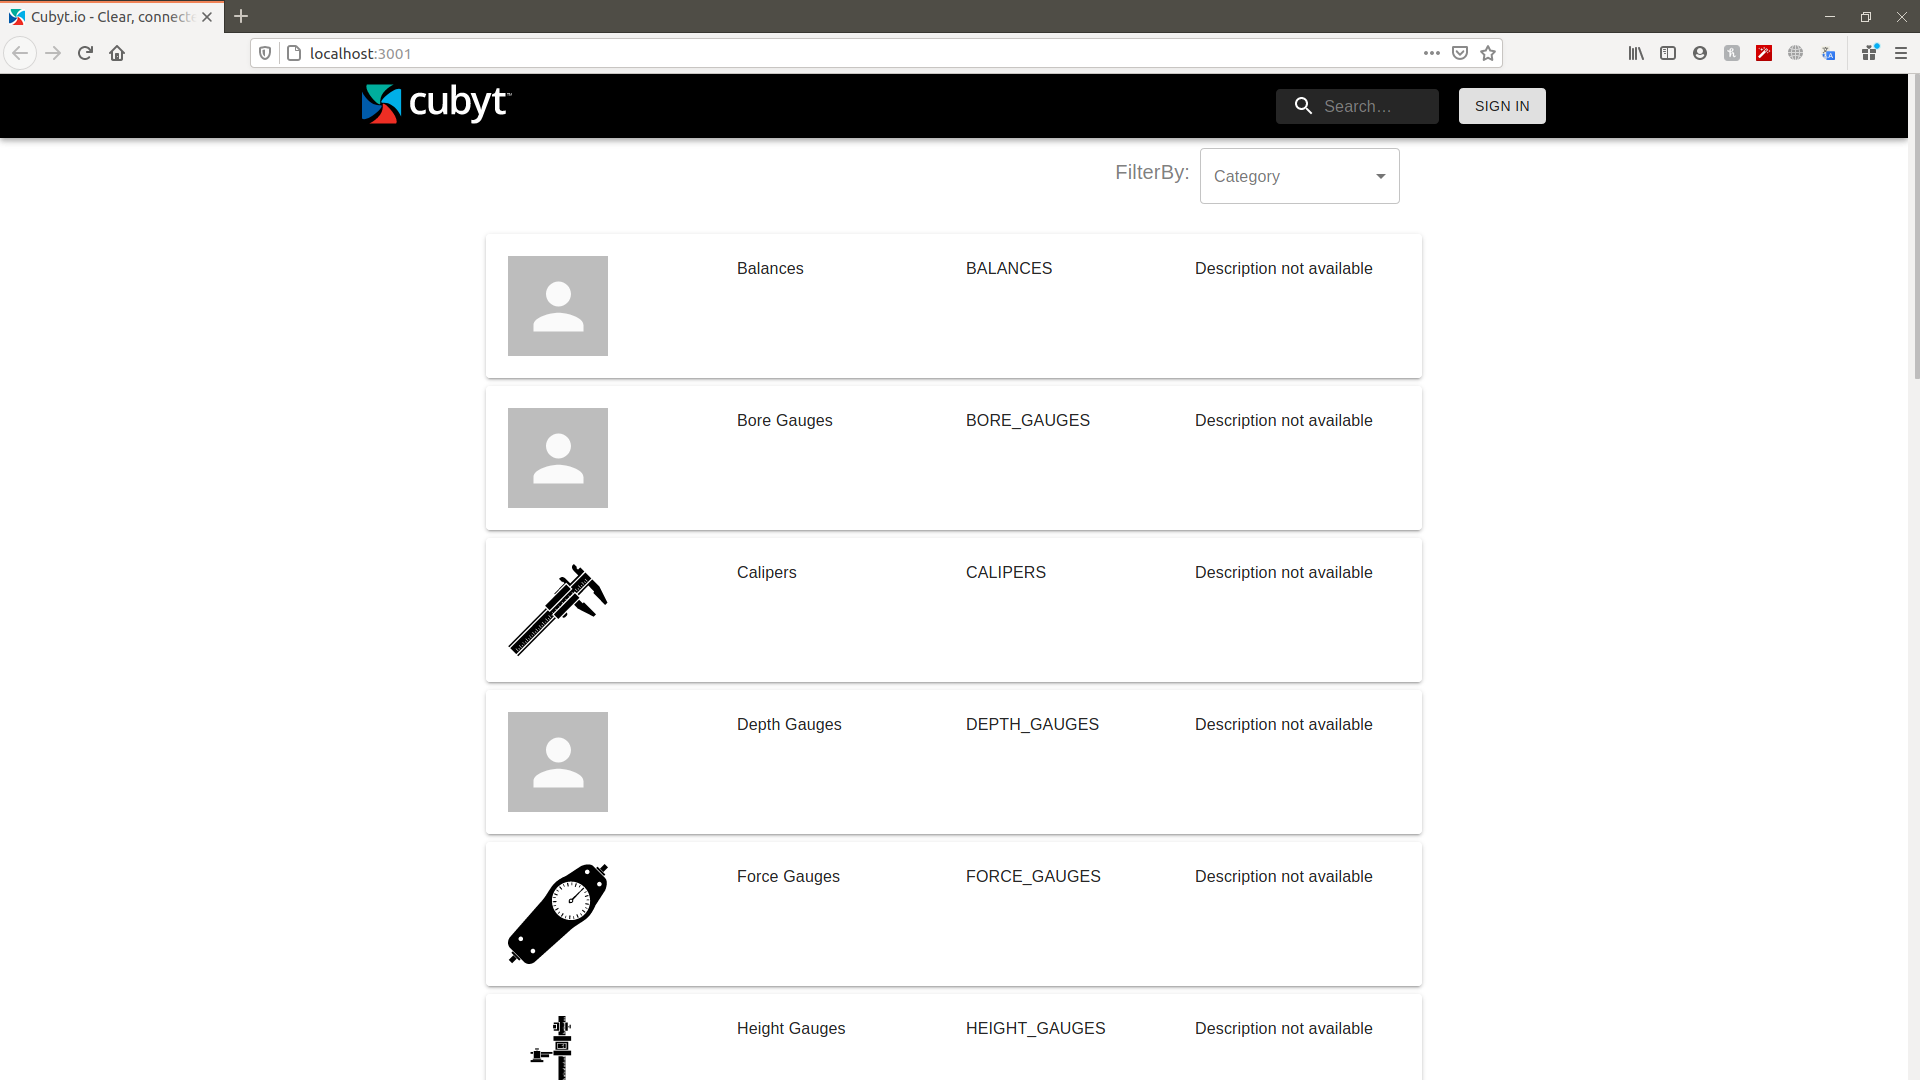 Cubyt.io - Clear, connect
localhost:3001
cubyt™
Search…
SIGN IN
FilterBy:
Category
Balances
BALANCES
Description not available
Bore Gauges
BORE_GAUGES
Description not available
Calipers
CALIPERS
Description not available
Depth Gauges
DEPTH_GAUGES
Description not available
Force Gauges
FORCE_GAUGES
Description not available
Height Gauges
HEIGHT_GAUGES
Description not available